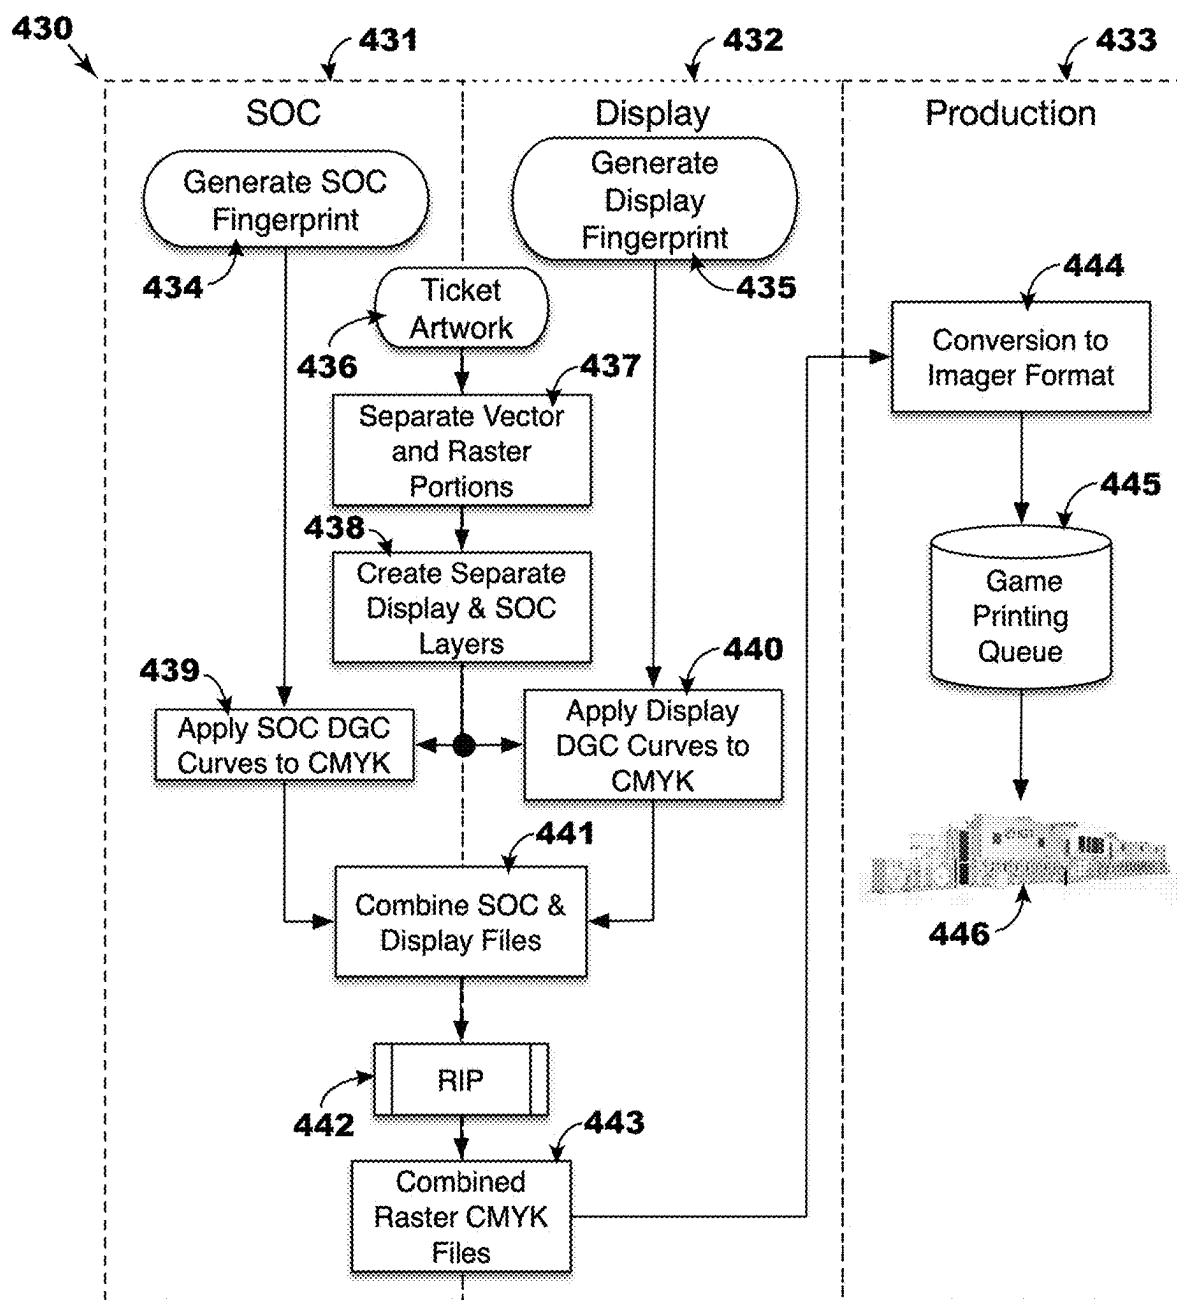 430
431
432
433
SOC
Display
Production
Generate SOC
Fingerprint
434
Generate
Display
Fingerprint
435
Ticket
Artwork
436
437
Separate Vector
and Raster
Portions
438
Create Separate
Display & SOC
Layers
439
Apply SOC DGC
Curves to CMYK
440
Apply Display
DGC Curves to
CMYK
441
Combine SOC &
Display Files
442
RIP
443
Combined
Raster CMYK
Files
444
Conversion to
Imager Format
445
Game
Printing
Queue
446